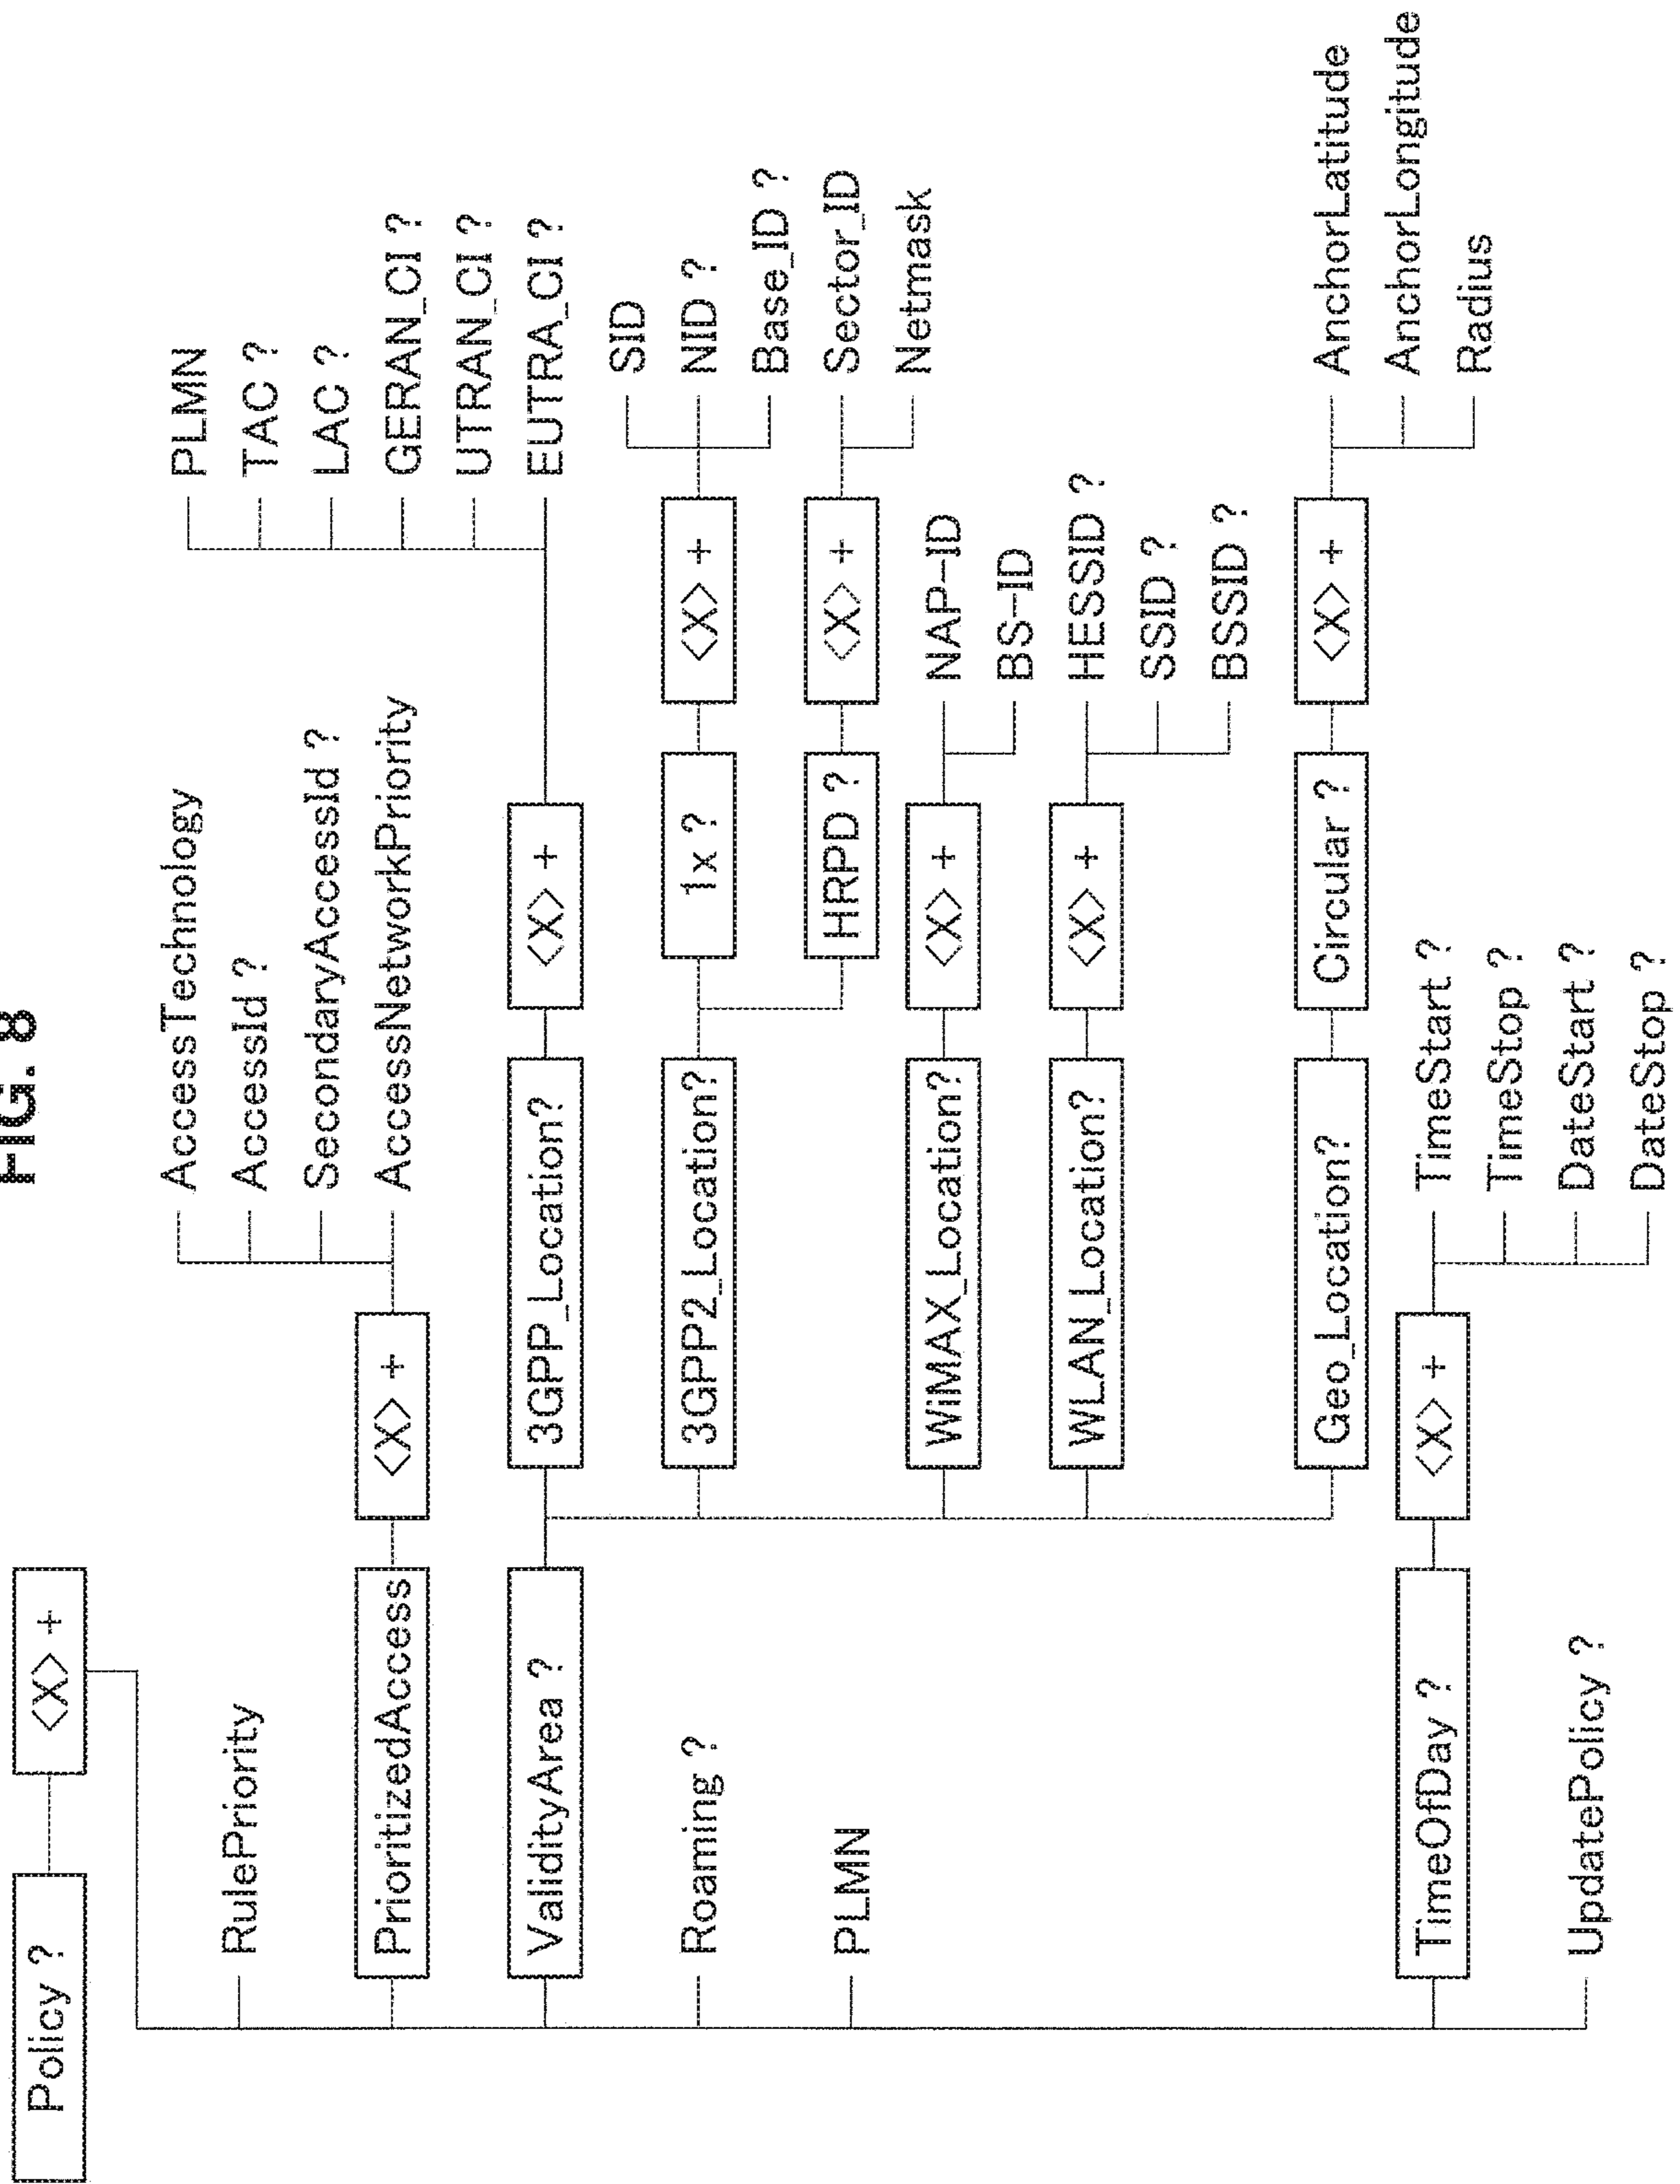 FIG. 8
Policy ?
<X> +
RulePriority
PrioritizedAccess
<X> +
AccessTechnology
AccessId ?
SecondaryAccessId ?
AccessNetworkPriority
ValidityArea ?
3GPP_Location?
<X> +
PLMN
TAC ?
LAC ?
GERAN_CI ?
UTRAN_CI ?
EUTRA_CI ?
3GPP2_Location?
1x ?
<X> +
SID
NID ?
Base_ID ?
HRPD ?
<X> +
Sector_ID
Netmask
WiMAX_Location?
<X> +
NAP-ID
BS-ID
WLAN_Location?
<X> +
HESSID ?
SSID ?
BSSID ?
Geo_Location?
Circular ?
<X> +
AnchorLatitude
AnchorLongitude
Radius
Roaming ?
PLMN
TimeOfDay ?
<X> +
TimeStart ?
TimeStop ?
DateStart ?
DateStop ?
UpdatePolicy ?